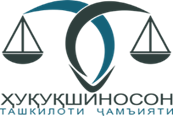 ҲУҚУҚШИНОСОН
ТАШКИЛОТИ ҶАМЪИЯТИ